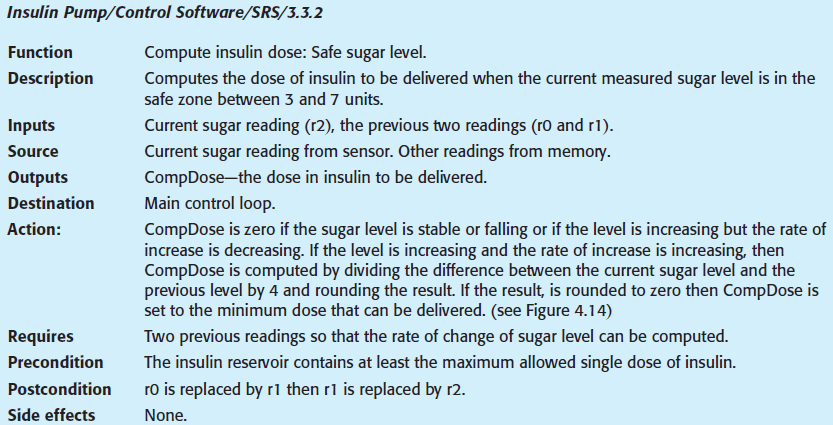 Insulin Pump/Control Software/SRS/3.3.2
Function Compute insulin dose: Safe sugar level.
Description Computes the dose of insulin to be delivered when the current measured sugar level is in the
safe zone between 3 and 7 units.
Inputs Current sugar reading (r2), the previous two readings (r0 and r1).
Source Current sugar reading from sensor. Other readings from memory.
Outputs CompDose—the dose in insulin to be delivered.
Destination Main control loop.
Action: CompDose is zero if the sugar level is stable or falling or if the level is increasing but the rate of
increase is decreasing. If the level is increasing and the rate of increase is increasing, then
CompDose is computed by dividing the difference between the current sugar level and the
previous level by 4 and rounding the result. If the result, is rounded to zero then CompDose is
set to the minimum dose that can be delivered. (see Figure 4.14)
Requires Two previous readings so that the rate of change of sugar level can be computed.
Precondition The insulin reservoir contains at least the maximum allowed single dose of insulin.
Postcondition r0 is replaced by r1 then r1 is replaced by r2.
Side effects None.